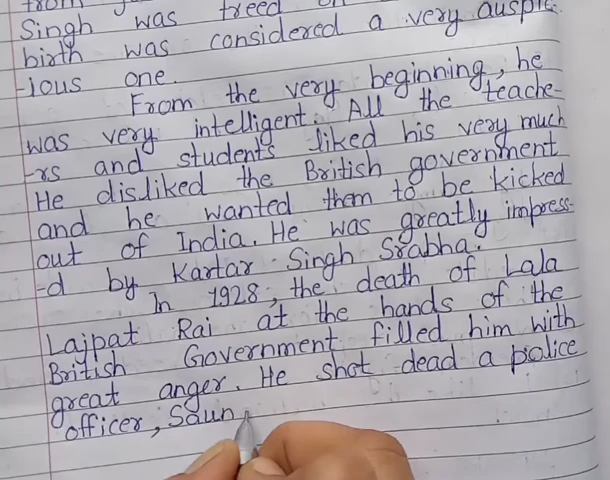 from
Singh was freed on
birth was considered a very auspic
-ious one.
From the very beginning, he
was very intelligent. All the teache-
-rs and students liked his very much
He disliked the British government
and he wanted them to be kicked
out of India. He was greatly impress-
-d by Kartar Singh Srabha.
In 1928, the death of Lala
Lajpat Rai at the hands of the
British Government filled him with
great anger. He shot dead a police
officer, Saun